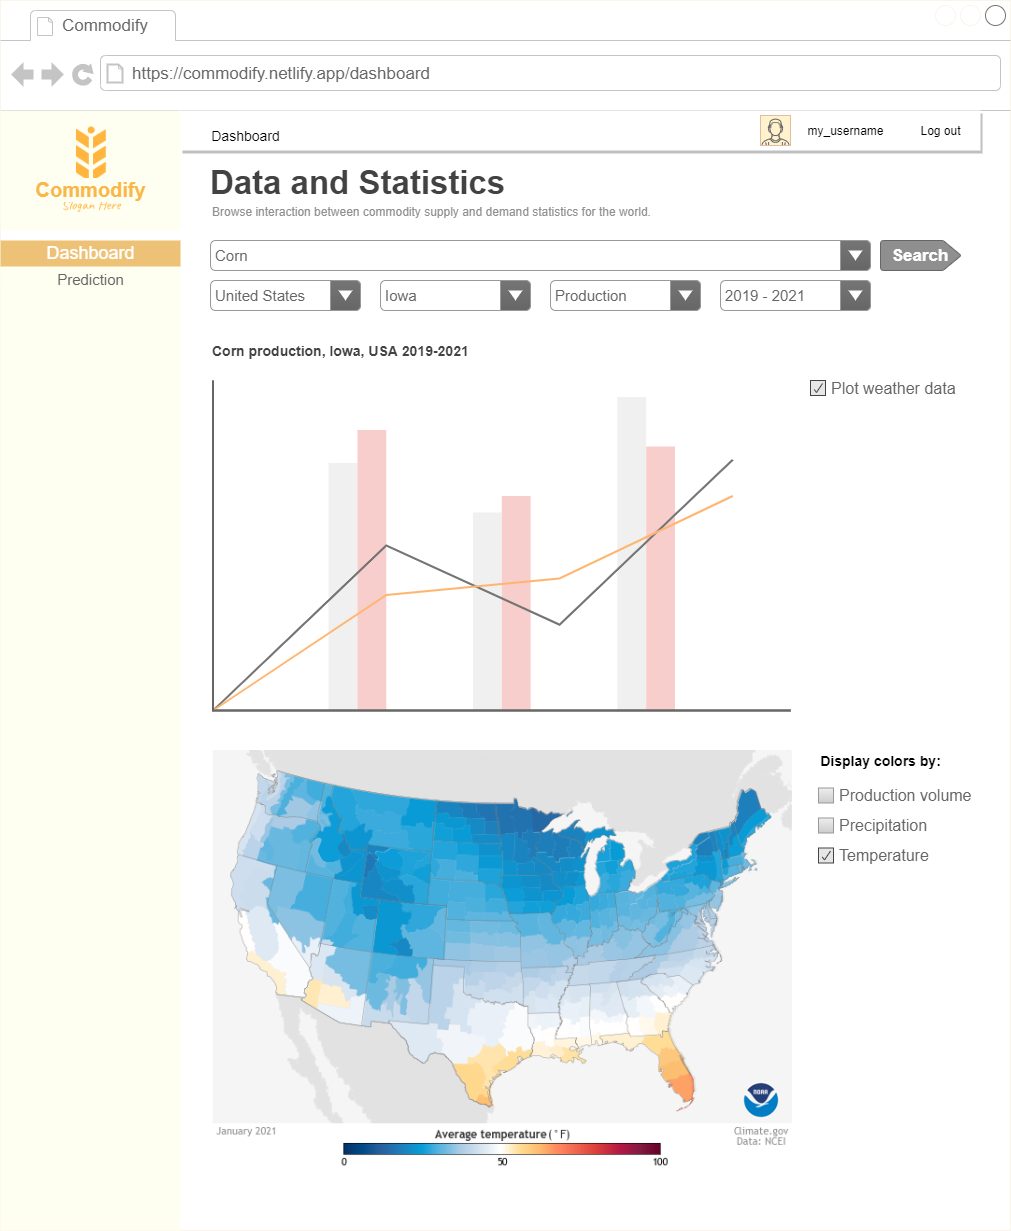 Commodify
https://commodify.netlify.app/dashboard
Commodify
Slogan Here
Dashboard
my_username
Log out
Dashboard
Prediction
Data and Statistics
Browse interaction between commodity supply and demand statistics for the world.
Corn
Search
United States
Iowa
Production
2019 - 2021
Corn production, Iowa, USA 2019-2021
Plot weather data
Display colors by:
Production volume
Precipitation
Temperature
NOAA
January 2021
Average temperature (°F)
Climate.gov
Data: NCEI
0
50
100